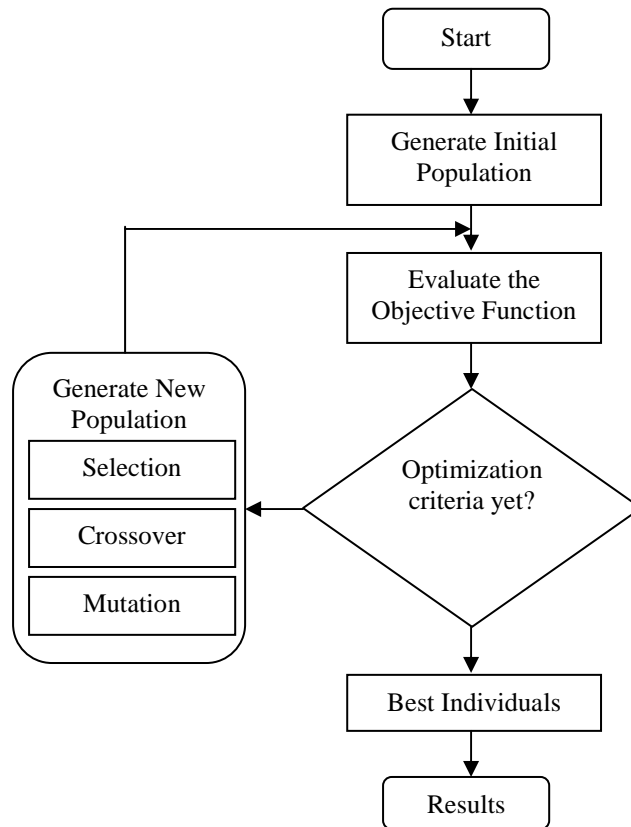 Start
Generate Initial
Population
Evaluate the
Objective Function
Generate New
Population
Selection
Crossover
Mutation
Optimization
criteria yet?
Best Individuals
Results